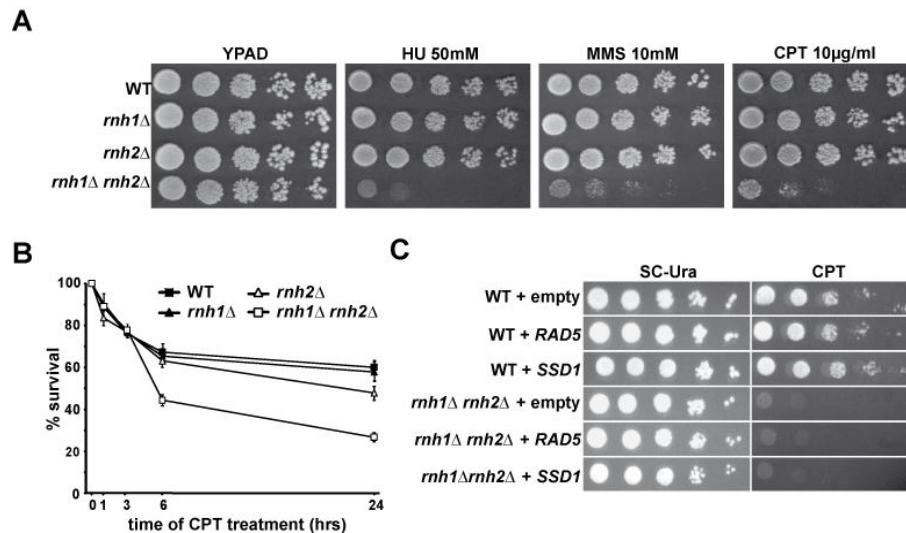 A
YPAD HU 50mM MMS 10mM CPT 10µg/ml
WT
rnh1Δ
rnh2Δ
rnh1Δ rnh2Δ
B
% survival
100
80
60
40
20
0
WT rnh2Δ
rnh1Δ rnh1Δ rnh2Δ
0 1 3 6 24
time of CPT treatment (hrs)
C
SC-Ura CPT
WT + empty
WT + RAD5
WT + SSD1
rnh1Δ rnh2Δ + empty
rnh1Δ rnh2Δ + RAD5
rnh1Δrnh2Δ + SSD1